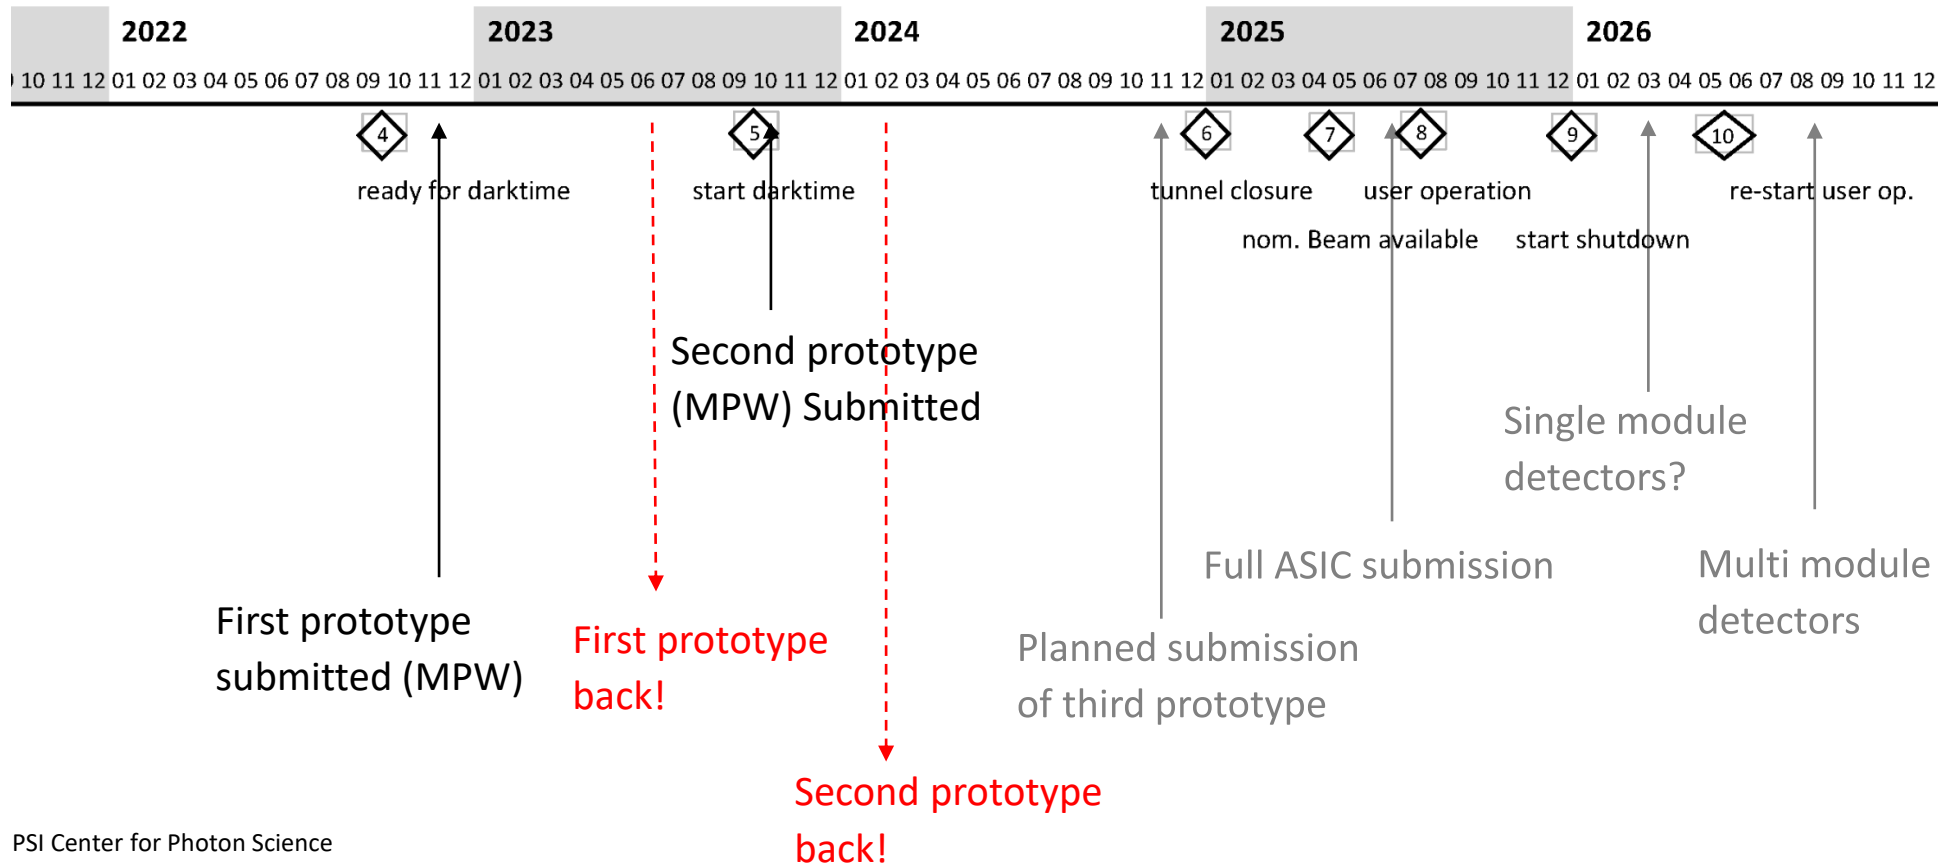 2022 2023 2024 2025 2026
10 11 12 01 02 03 04 05 06 07 08 09 10 11 12 01 02 03 04 05 06 07 08 09 10 11 12 01 02 03 04 05 06 07 08 09 10 11 12 01 02 03 04 05 06 07 08 09 10 11 12 01 02 03 04 05 06 07 08 09 10 11 12
4 5 6 7 8 9 10
ready for darktime start darktime tunnel closure user operation re-start user op.
nom. Beam available start shutdown
Second prototype
(MPW) Submitted
Single module
detectors?
Full ASIC submission
Multi module
detectors
First prototype
submitted (MPW)
First prototype
back!
Planned submission
of third prototype
Second prototype
back!
PSI Center for Photon Science